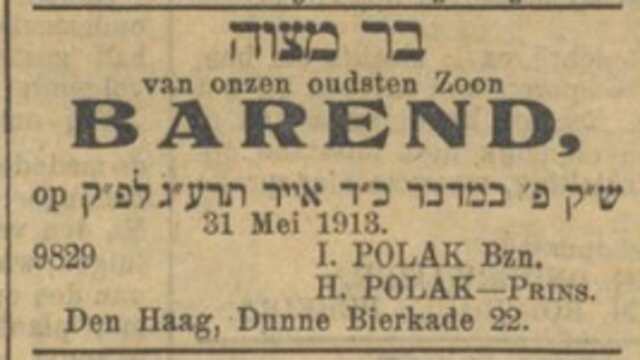 בר מצוה
van onzen oudsten Zoon
BAREND,
op ש״ק פ׳ במדבר כ״ד אייר תרע״ג לפ״ק
31 Mei 1913.
9829 I. POLAK Bzn.
H. POLAK—PRINS.
Den Haag, Dunne Bierkade 22.